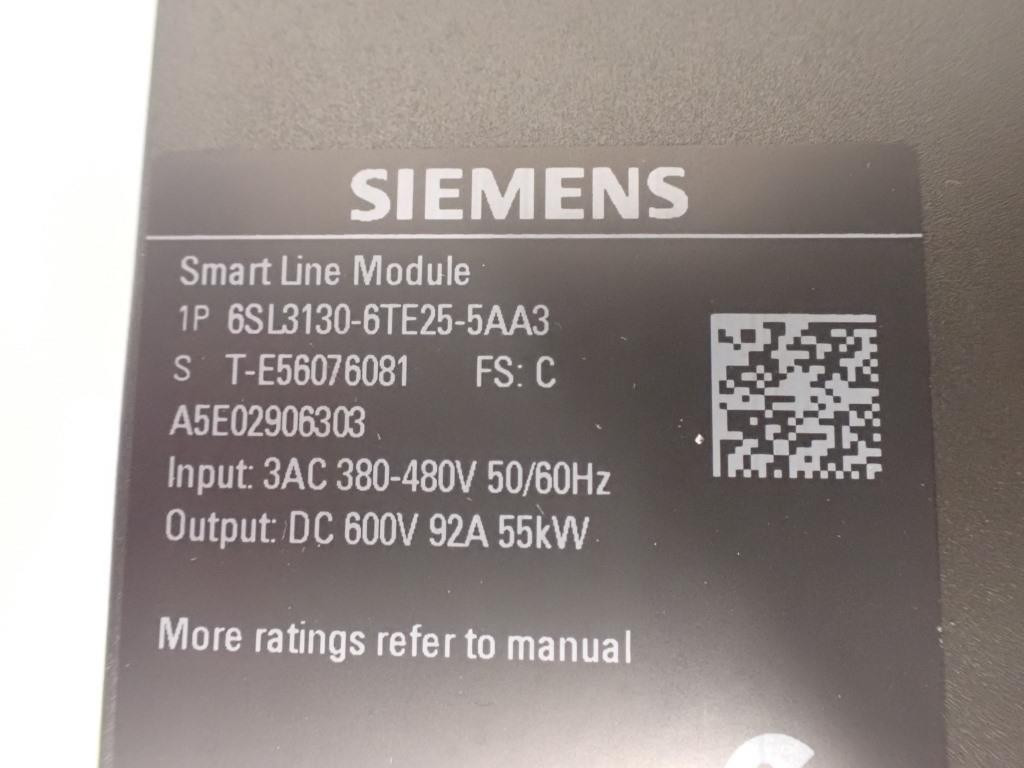 SIEMENS
Smart Line Module
1P 6SL3130-6TE25-5AA3
S T-E56076081 FS: C
A5E02906303
Input: 3AC 380-480V 50/60Hz
Output: DC 600V 92A 55kW
More ratings refer to manual